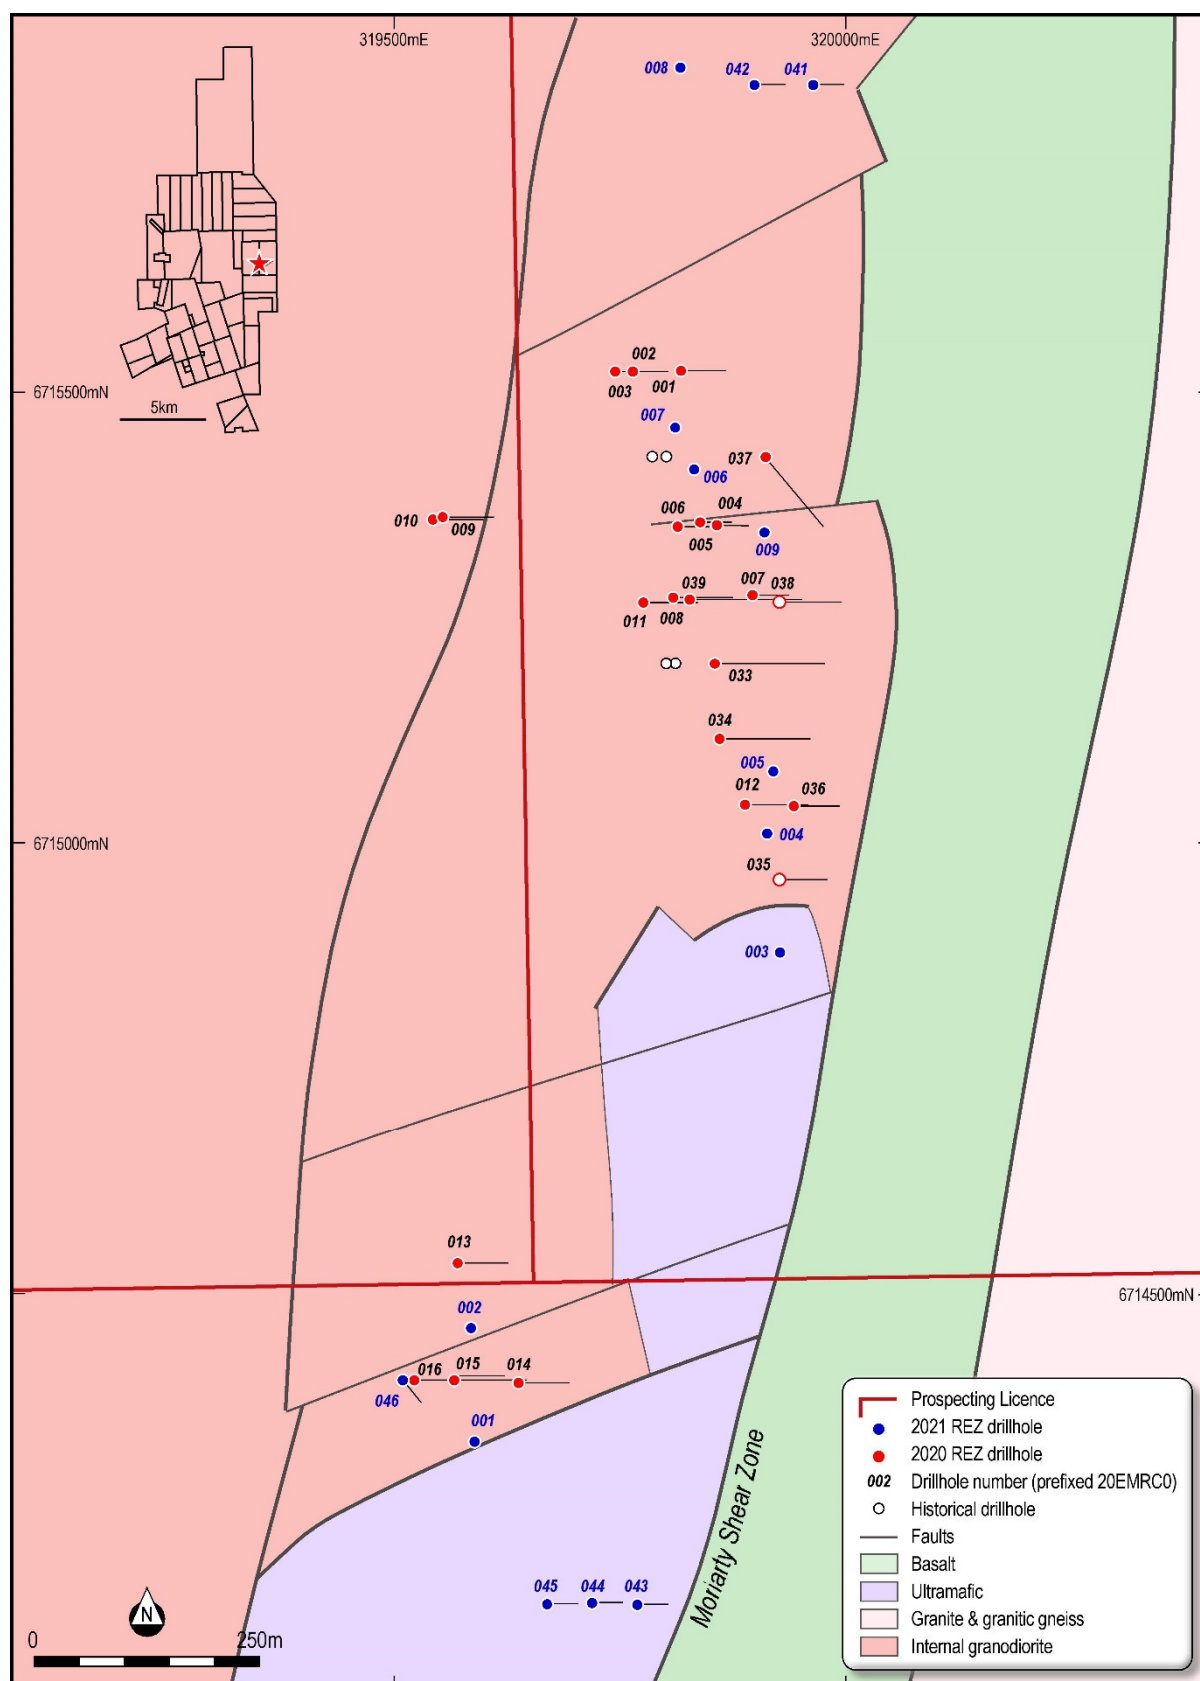 319500mE
320000mE
008
042
041
5km
6715500mN
002
003
001
007
006
037
010
009
006
004
005
009
039
007
038
011
008
033
034
005
012
036
6715000mN
004
035
003
013
6714500mN
002
016
015
014
046
001
045
044
043
Moriarty Shear Zone
N
0
250m
Prospecting Licence
2021 REZ drillhole
2020 REZ drillhole
002 Drillhole number (prefixed 20EMRC0)
Historical drillhole
Faults
Basalt
Ultramafic
Granite & granitic gneiss
Internal granodiorite